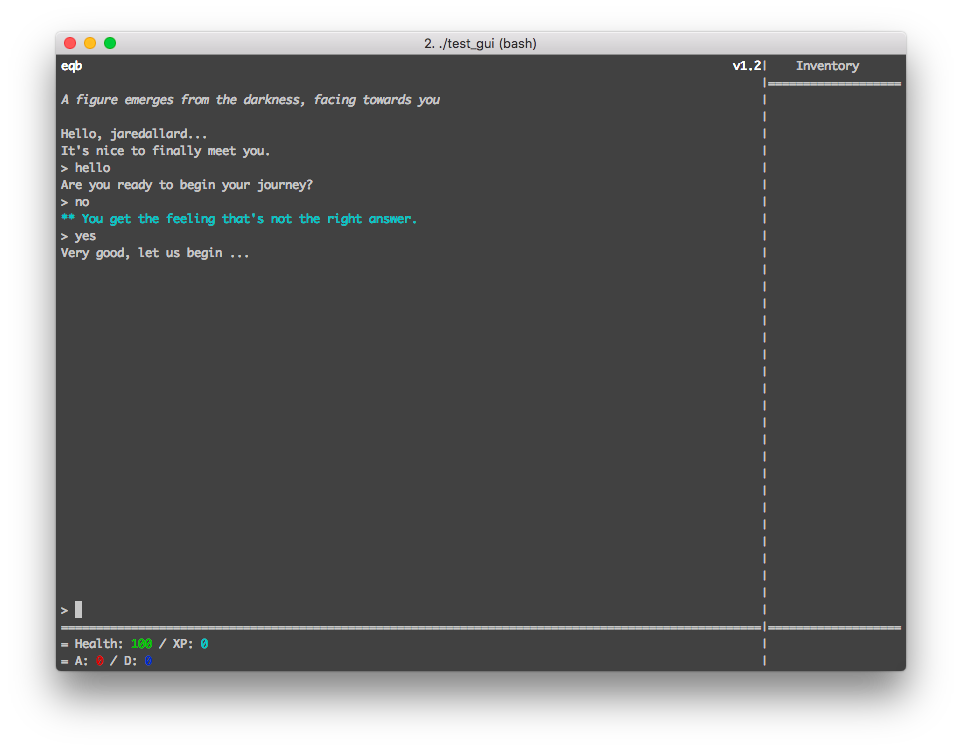 2. ./test_gui (bash)
eqb v1.2| Inventory
A figure emerges from the darkness, facing towards you
Hello, jaredallard...
It's nice to finally meet you.
> hello
Are you ready to begin your journey?
> no
** You get the feeling that's not the right answer.
> yes
Very good, let us begin ...
>
= Health: 100 / XP: 0
= A: 0 / D: 0